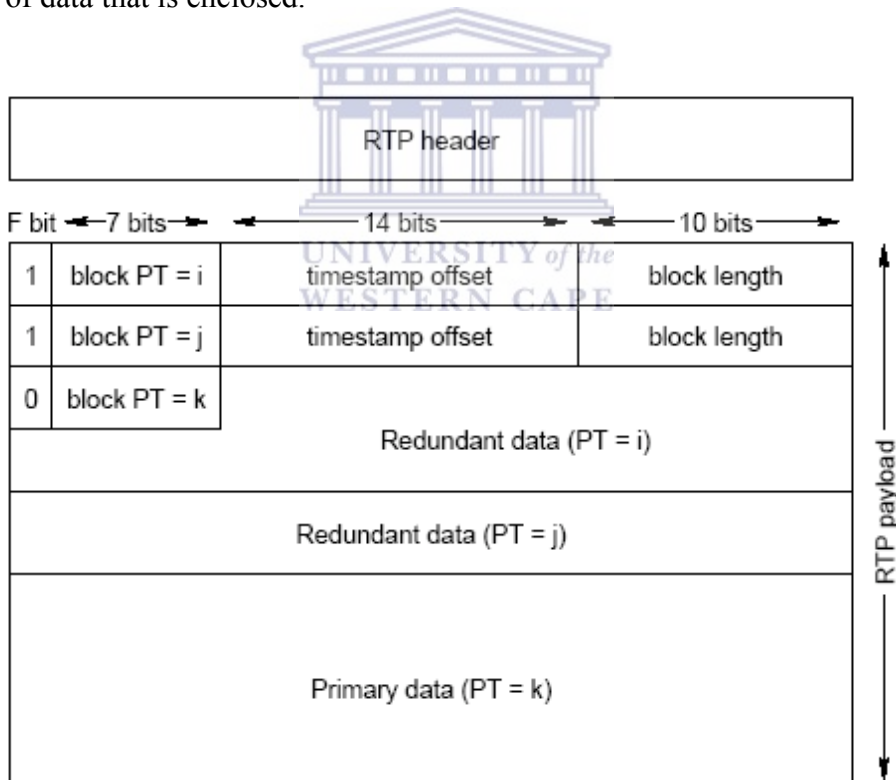 of data that is enclosed.
RTP header
F bit 7 bits 14 bits 10 bits
1 block PT = i timestamp offset block length
UNIVERSITY of the
WESTERN CAPE
1 block PT = j timestamp offset block length
0 block PT = k
Redundant data (PT = i)
Redundant data (PT = j)
Primary data (PT = k)
RTP payload